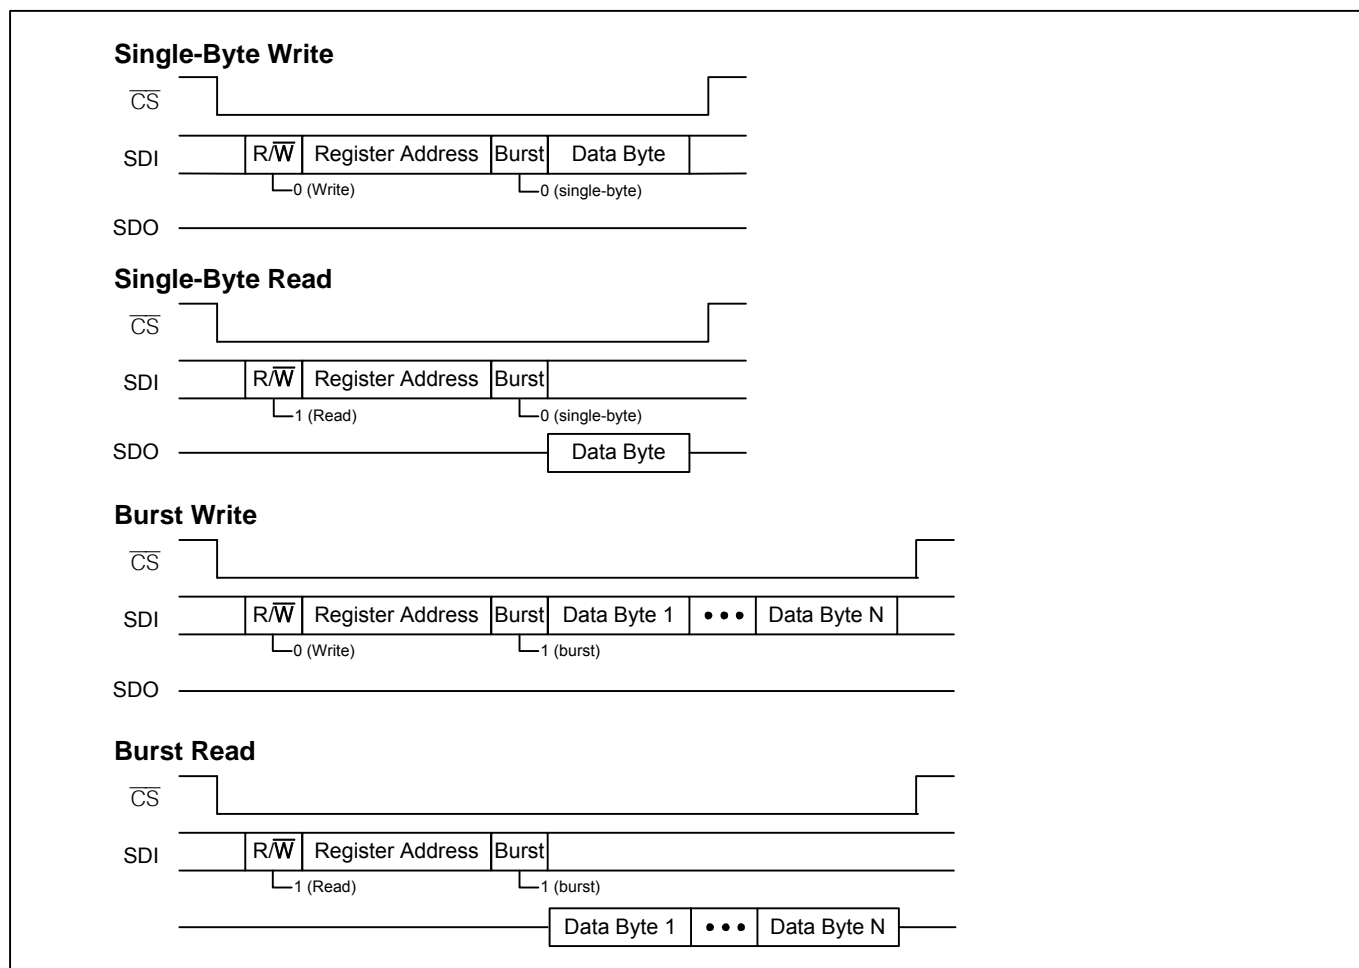 Single-Byte Write
CS
SDI R/W Register Address Burst Data Byte
0 (Write) 0 (single-byte)
SDO
Single-Byte Read
CS
SDI R/W Register Address Burst
1 (Read) 0 (single-byte)
SDO Data Byte
Burst Write
CS
SDI R/W Register Address Burst Data Byte 1 ••• Data Byte N
0 (Write) 1 (burst)
SDO
Burst Read
CS
SDI R/W Register Address Burst
1 (Read) 1 (burst)
Data Byte 1 ••• Data Byte N